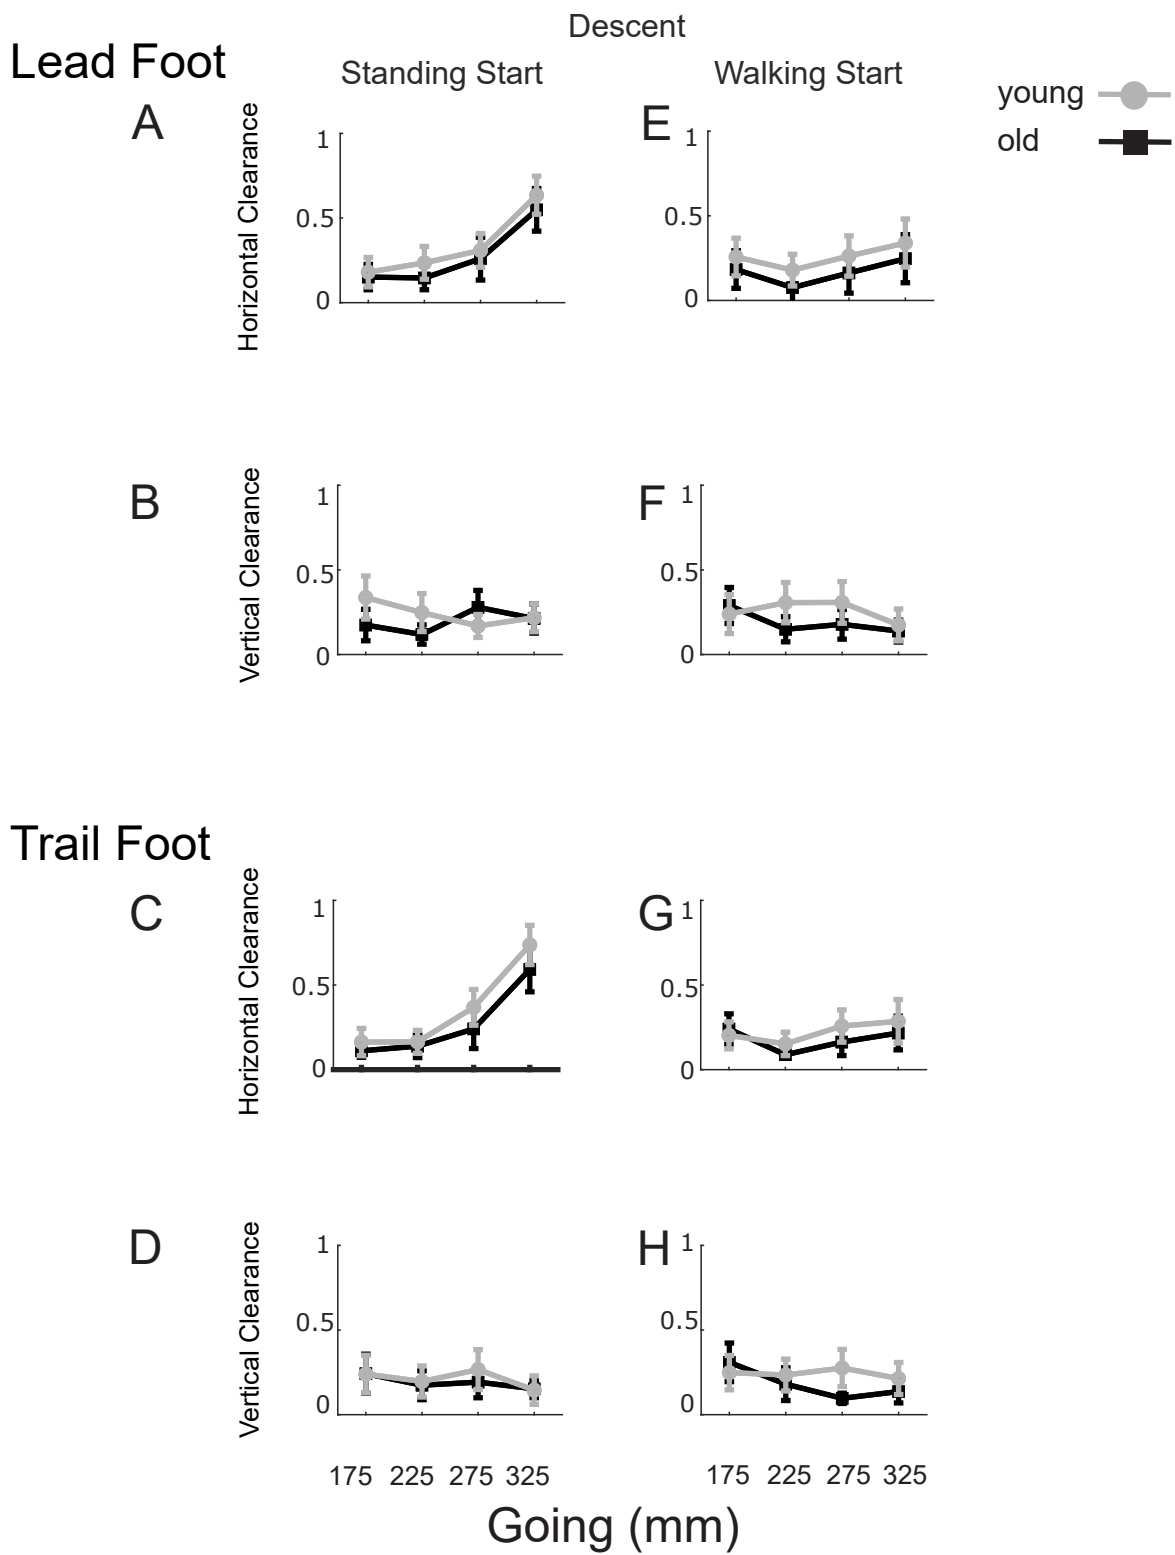 Descent
Lead Foot
Standing Start
Walking Start
young
old
A
Horizontal Clearance
1
0.5
0
E
1
0.5
0
B
Vertical Clearance
1
0.5
0
F
1
0.5
0
Trail Foot
C
Horizontal Clearance
1
0.5
0
G
1
0.5
0
D
Vertical Clearance
1
0.5
0
H
1
0.5
0
175 225 275 325
175 225 275 325
Going (mm)